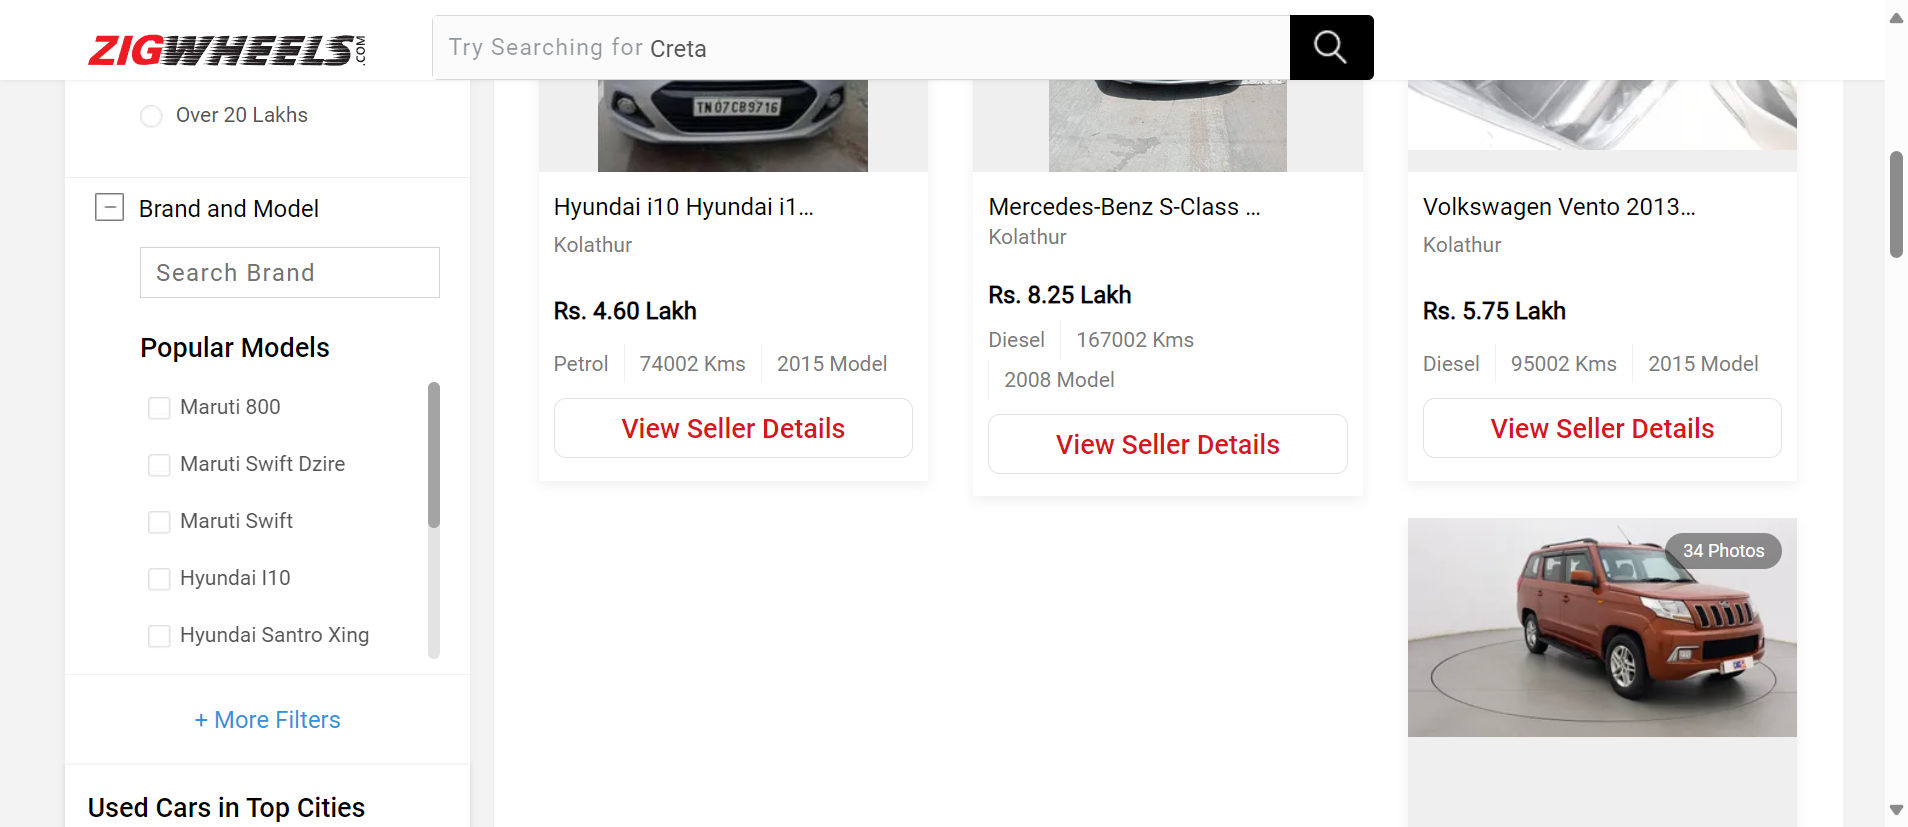 ZIGWHEELS.COM
Try Searching for Creta
Over 20 Lakhs
Brand and Model
Search Brand
Popular Models
Maruti 800
Maruti Swift Dzire
Maruti Swift
Hyundai I10
Hyundai Santro Xing
+ More Filters
Used Cars in Top Cities
TN07CB9716
Hyundai i10 Hyundai i1...
Kolathur
Rs. 4.60 Lakh
Petrol 74002 Kms 2015 Model
View Seller Details
Mercedes-Benz S-Class ...
Kolathur
Rs. 8.25 Lakh
Diesel 167002 Kms
2008 Model
View Seller Details
Volkswagen Vento 2013...
Kolathur
Rs. 5.75 Lakh
Diesel 95002 Kms 2015 Model
View Seller Details
34 Photos